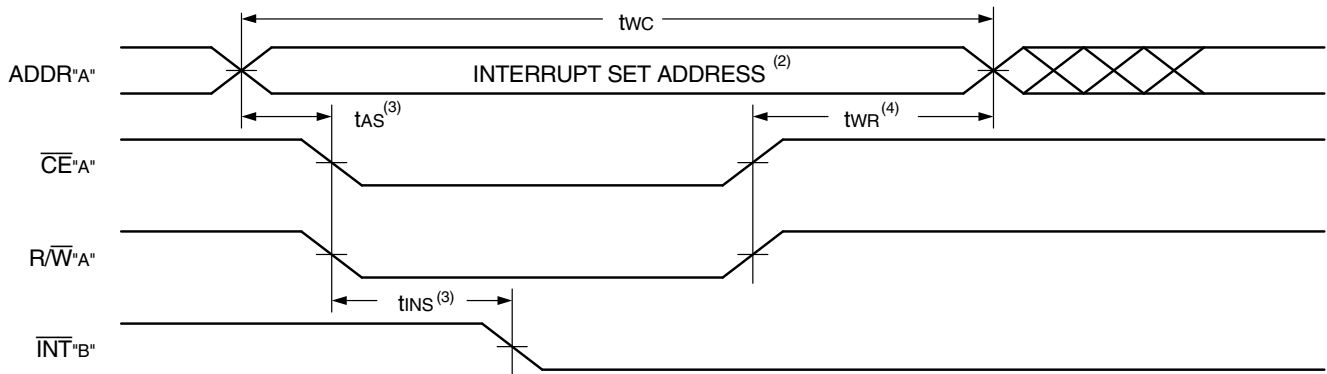 tWC
ADDR"A"
INTERRUPT SET ADDRESS (2)
tAS(3)
tWR(4)
CE"A"
R/W"A"
tINS(3)
INT"B"